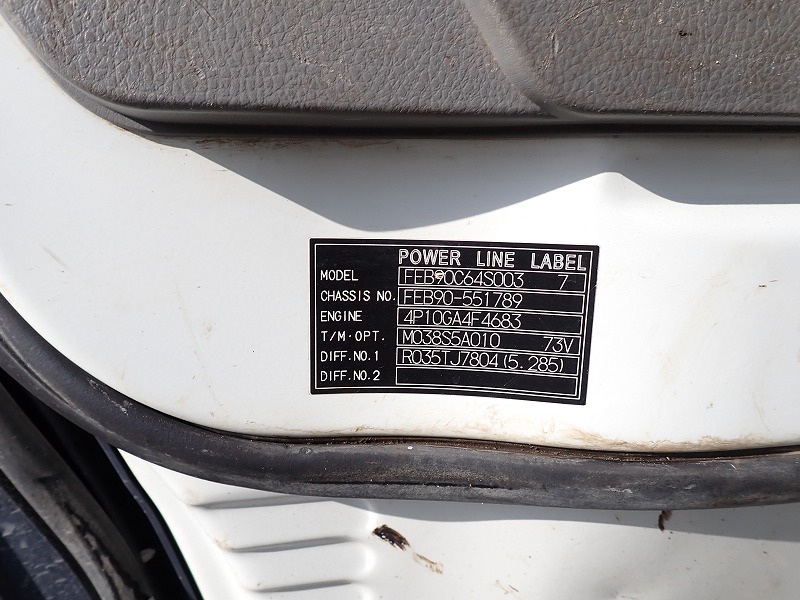 POWER LINE LABEL
MODEL FEB90C64S003 7
CHASSIS NO. FEB90-551789
ENGINE 4P10GA4F4683
T/M·OPT. M038S5A010 73V
DIFF.NO.1 R035TJ7804(5.285)
DIFF.NO.2